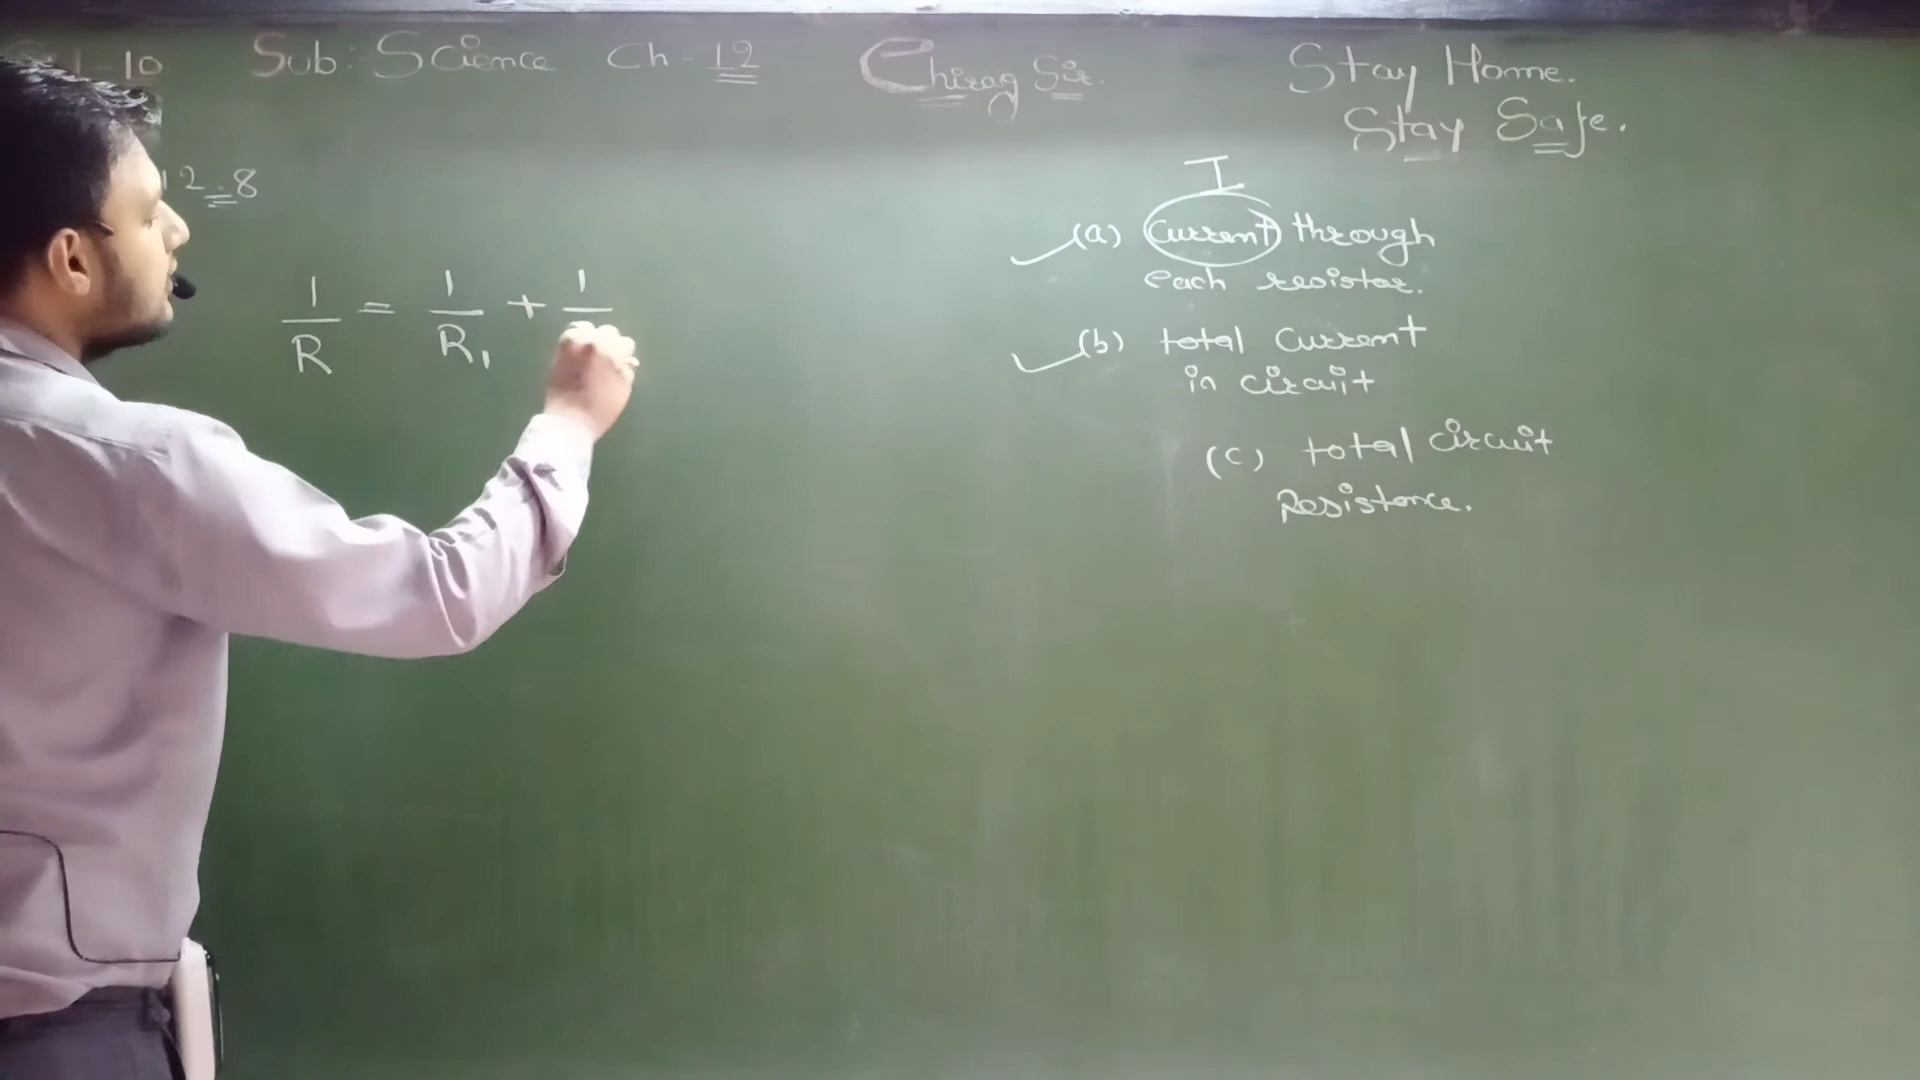 1-10 Sub: Science Ch-12 Chirag Sir.
Stay Home.
Stay Safe.
12-8
1/R = 1/R₁ + 1/
I
(a) Current through
each resistor.
(b) total current
in circuit
(c) total circuit
Resistance.